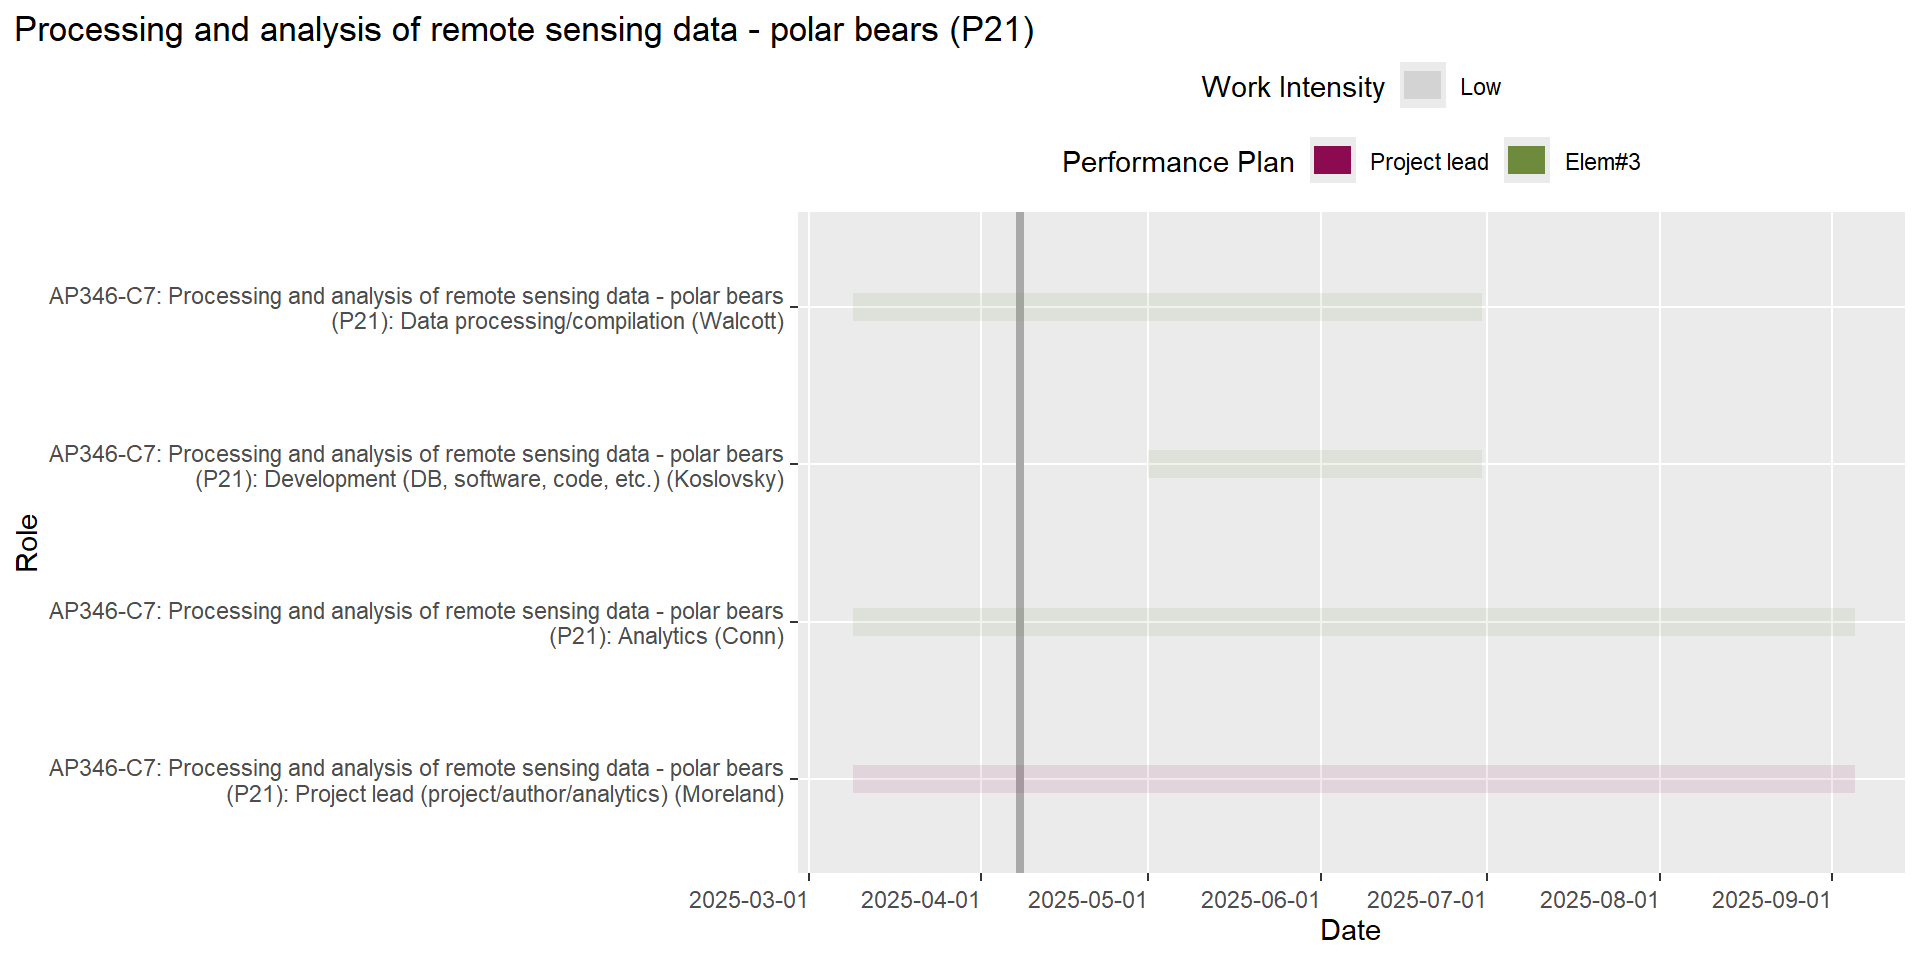 Processing and analysis of remote sensing data - polar bears (P21)
Work Intensity Low
Performance Plan Project lead Elem#3
AP346-C7: Processing and analysis of remote sensing data - polar bears
(P21): Data processing/compilation (Walcott)
AP346-C7: Processing and analysis of remote sensing data - polar bears
(P21): Development (DB, software, code, etc.) (Koslovsky)
AP346-C7: Processing and analysis of remote sensing data - polar bears
(P21): Analytics (Conn)
AP346-C7: Processing and analysis of remote sensing data - polar bears
(P21): Project lead (project/author/analytics) (Moreland)
Role
2025-03-01 2025-04-01 2025-05-01 2025-06-01 2025-07-01 2025-08-01 2025-09-01
Date